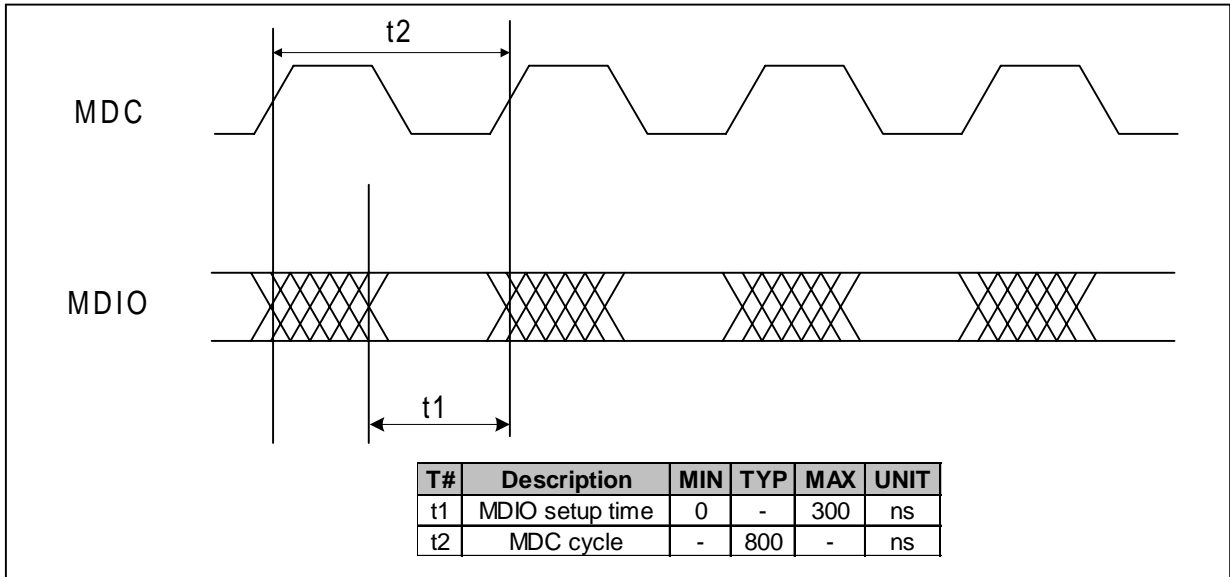 t2
MDC
MDIO
t1
T# Description MIN TYP MAX UNIT
t1 MDIO setup time 0 - 300 ns
t2 MDC cycle - 800 - ns